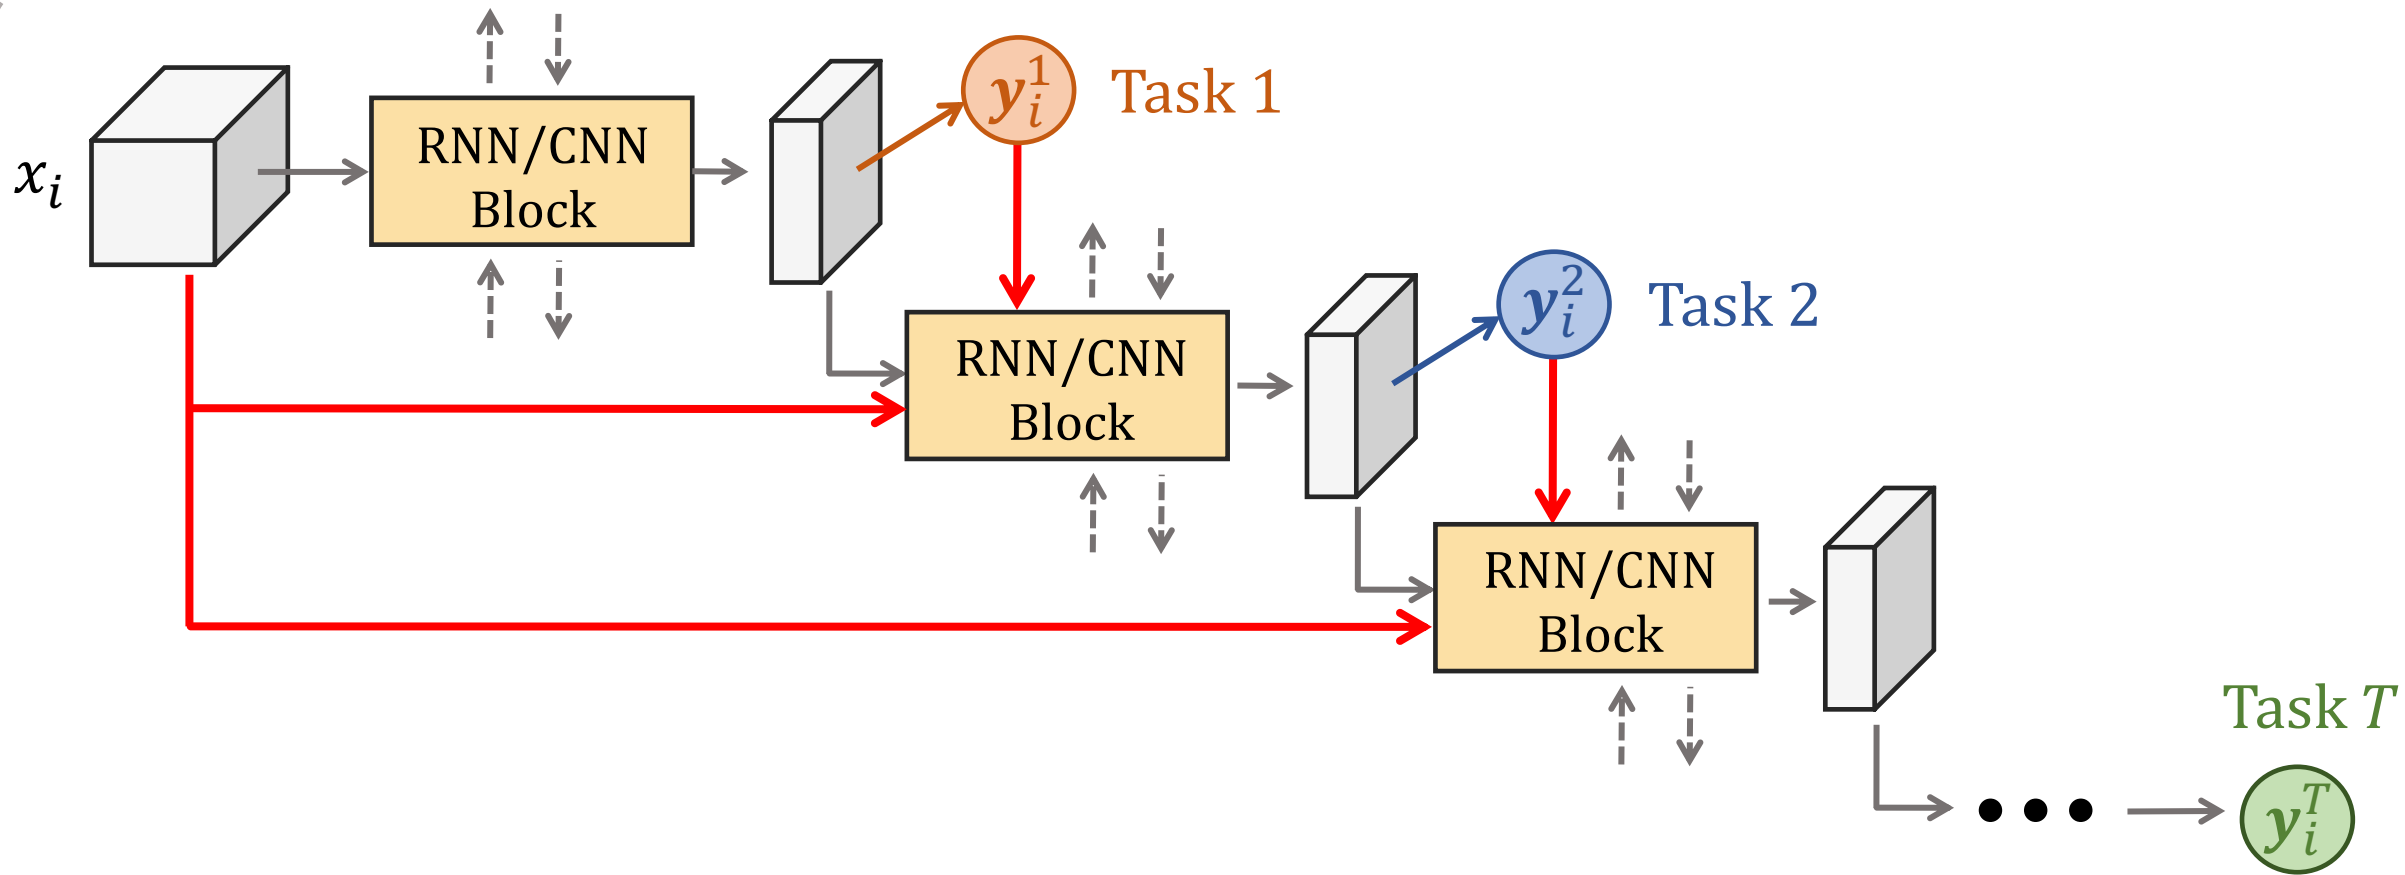 y_i^1
Task 1
x_i
RNN/CNN
Block
y_i^2
Task 2
RNN/CNN
Block
RNN/CNN
Block
Task T
y_i^T